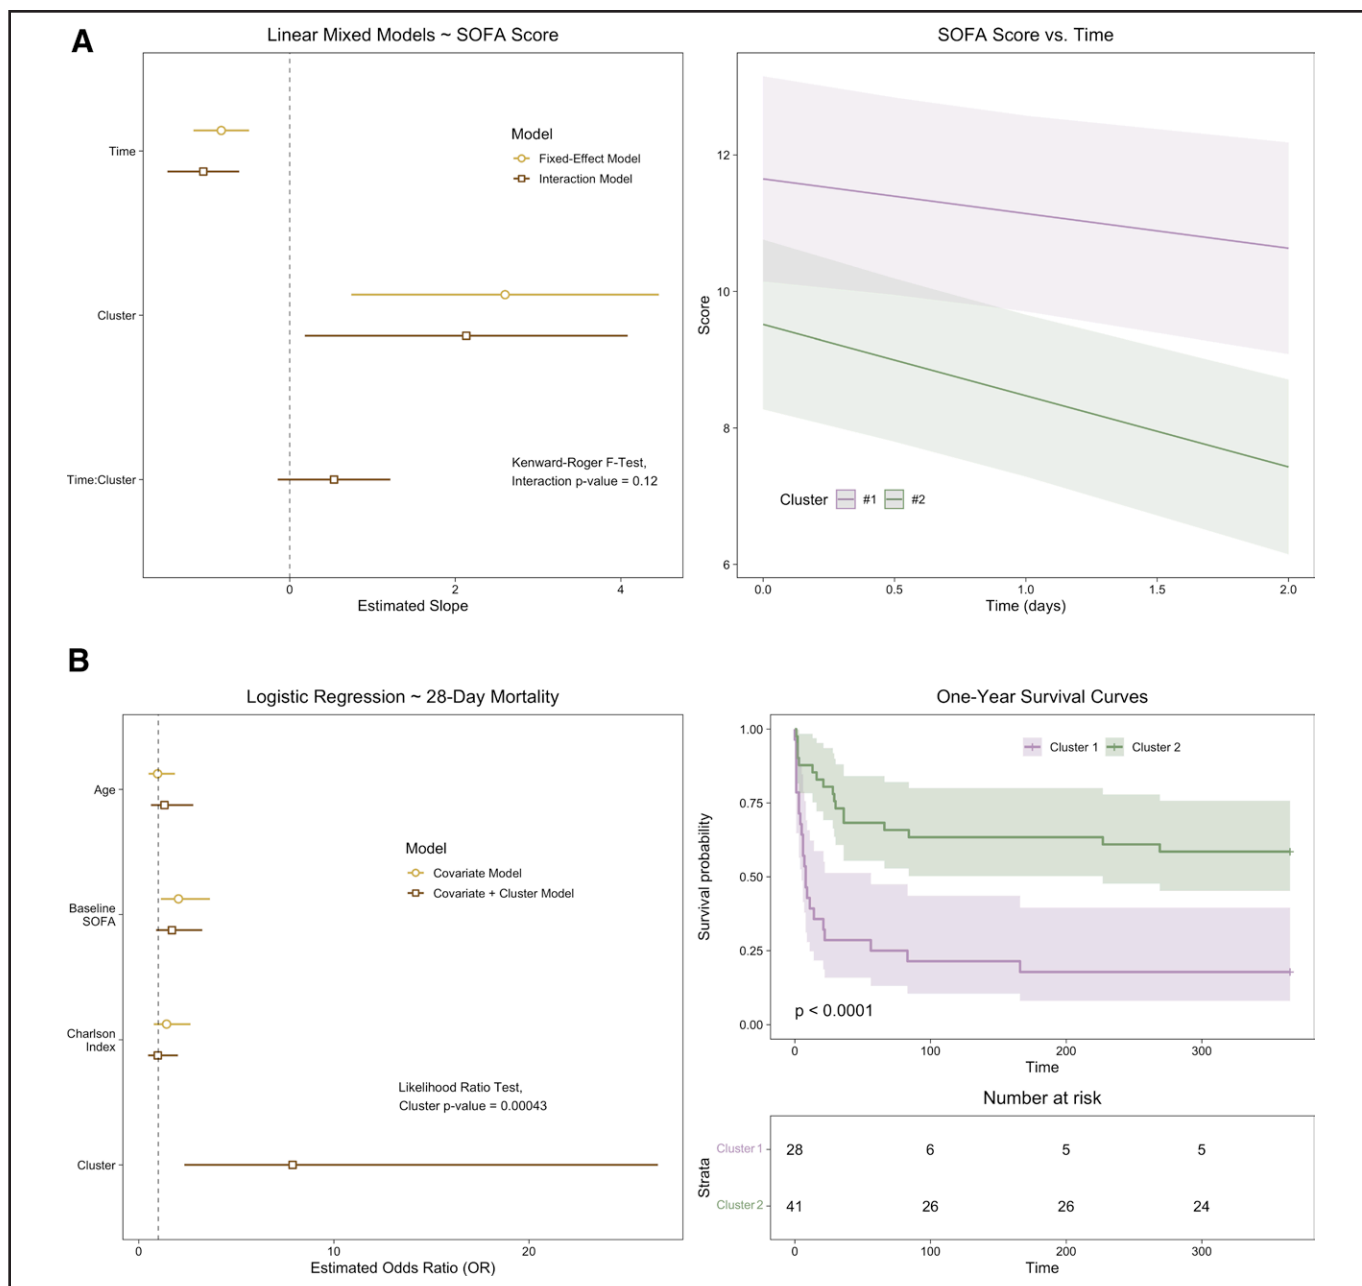 A
Linear Mixed Models ~ SOFA Score
Time
Cluster
Time:Cluster
Model
Fixed-Effect Model
Interaction Model
Kenward-Roger F-Test,
Interaction p-value = 0.12
0 2 4
Estimated Slope
SOFA Score vs. Time
Score
12
10
8
6
Cluster #1 #2
0.0 0.5 1.0 1.5 2.0
Time (days)
B
Logistic Regression ~ 28-Day Mortality
Age
Baseline
SOFA
Charlson
Index
Cluster
Model
Covariate Model
Covariate + Cluster Model
Likelihood Ratio Test,
Cluster p-value = 0.00043
0 10 20
Estimated Odds Ratio (OR)
One-Year Survival Curves
Survival probability
1.00
0.75
0.50
0.25
0.00
Cluster 1 Cluster 2
p < 0.0001
0 100 200 300
Time
Number at risk
Strata
Cluster 1 28 6 5 5
Cluster 2 41 26 26 24
0 100 200 300
Time